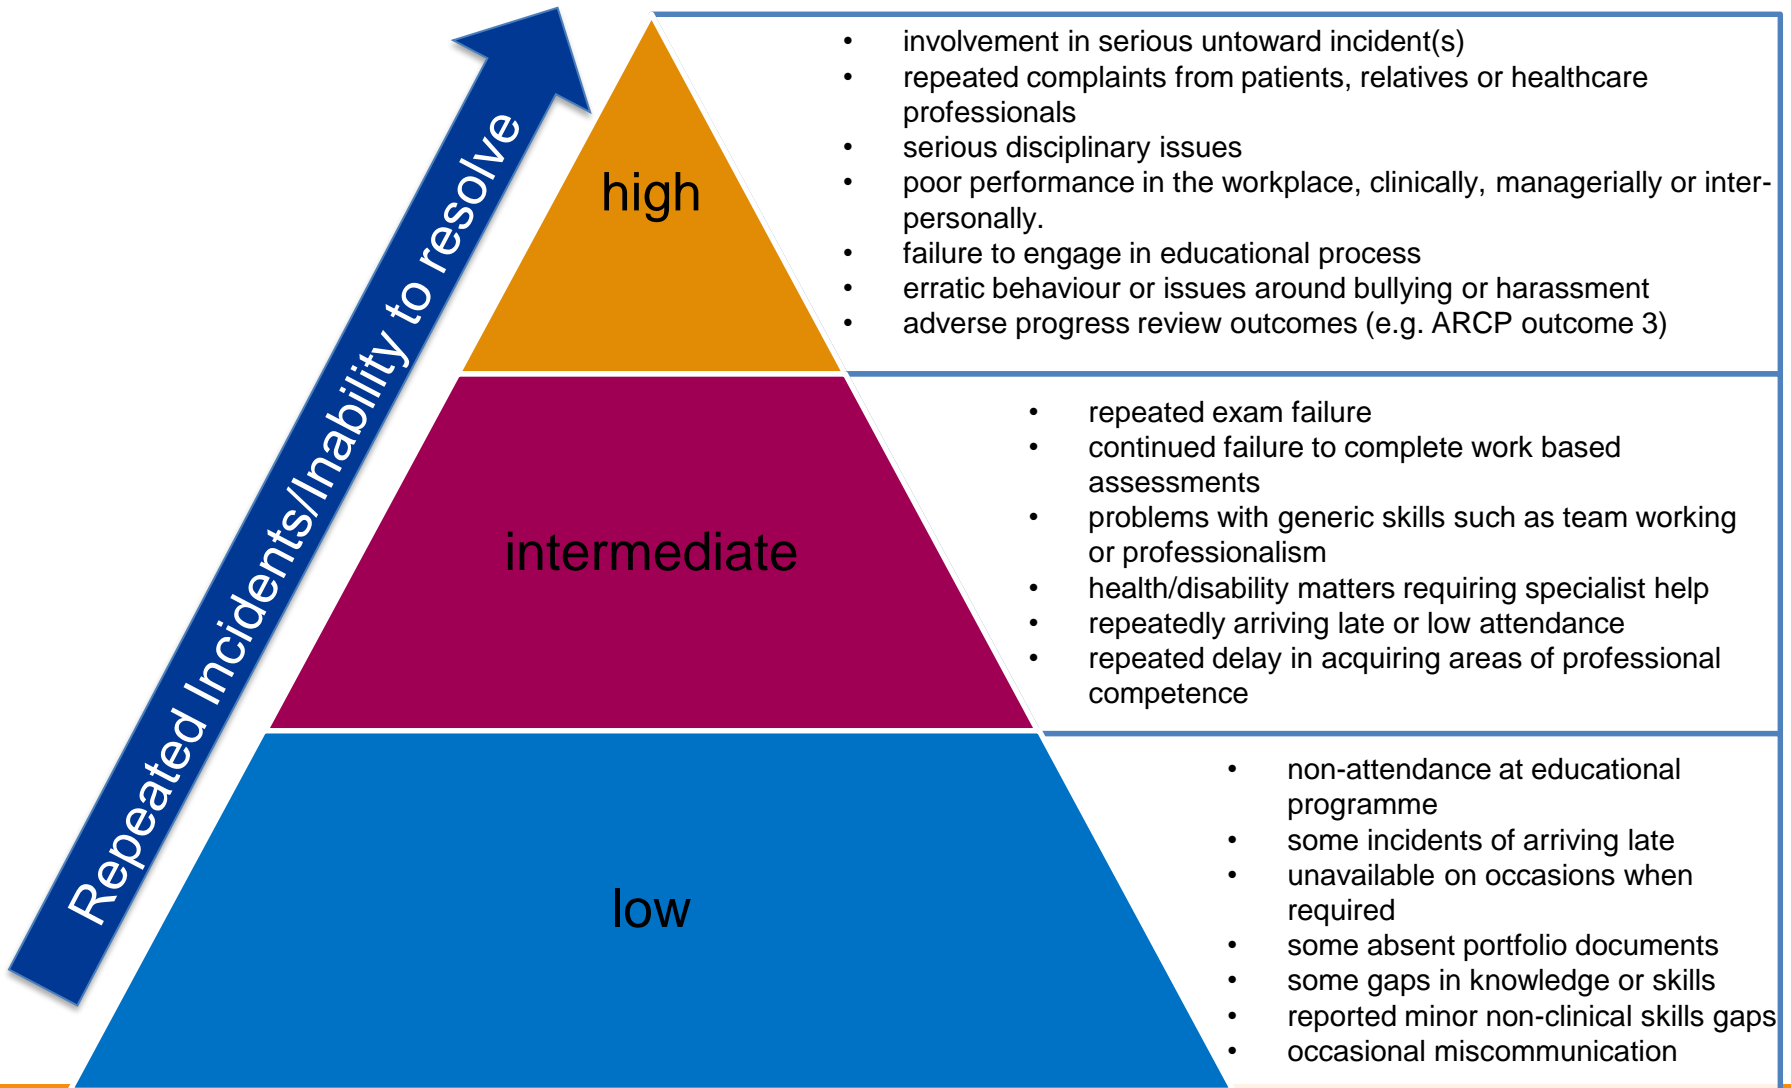 Repeated Incidents/Inability to resolve
high
• involvement in serious untoward incident(s)
• repeated complaints from patients, relatives or healthcare
professionals
• serious disciplinary issues
• poor performance in the workplace, clinically, managerially or inter-
personally.
• failure to engage in educational process
• erratic behaviour or issues around bullying or harassment
• adverse progress review outcomes (e.g. ARCP outcome 3)
intermediate
• repeated exam failure
• continued failure to complete work based
assessments
• problems with generic skills such as team working
or professionalism
• health/disability matters requiring specialist help
• repeatedly arriving late or low attendance
• repeated delay in acquiring areas of professional
competence
low
• non-attendance at educational
programme
• some incidents of arriving late
• unavailable on occasions when
required
• some absent portfolio documents
• some gaps in knowledge or skills
• reported minor non-clinical skills gaps
• occasional miscommunication